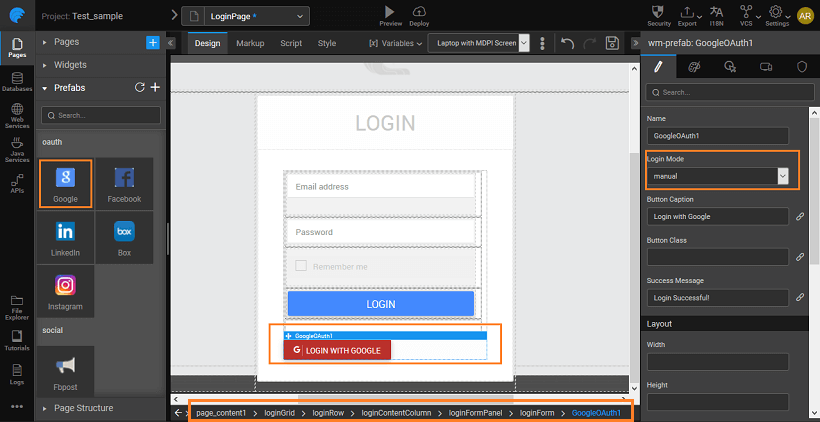 Project: Test_sample
LoginPage *
Preview
Deploy
Security
Export
I18N
VCS
Settings
AR
Pages
Databases
Web
Services
Java
Services
APIs
File
Explorer
Tutorials
Logs
Pages
Widgets
Prefabs
Search...
oauth
Google
Facebook
LinkedIn
box
Box
Instagram
social
Fbpost
Page Structure
Design
Markup
Script
Style
[x] Variables
Laptop with MDPI Screen
LOGIN
Email address
Password
Remember me
LOGIN
GoogleOAuth1
G LOGIN WITH GOOGLE
page_content1 > loginGrid > loginRow > loginContentColumn > loginFormPanel > loginForm > GoogleOAuth1
wm-prefab: GoogleOAuth1
Search...
Name
GoogleOAuth1
Login Mode
manual
Button Caption
Login with Google
Button Class
Success Message
Login Successful!
Layout
Width
Height